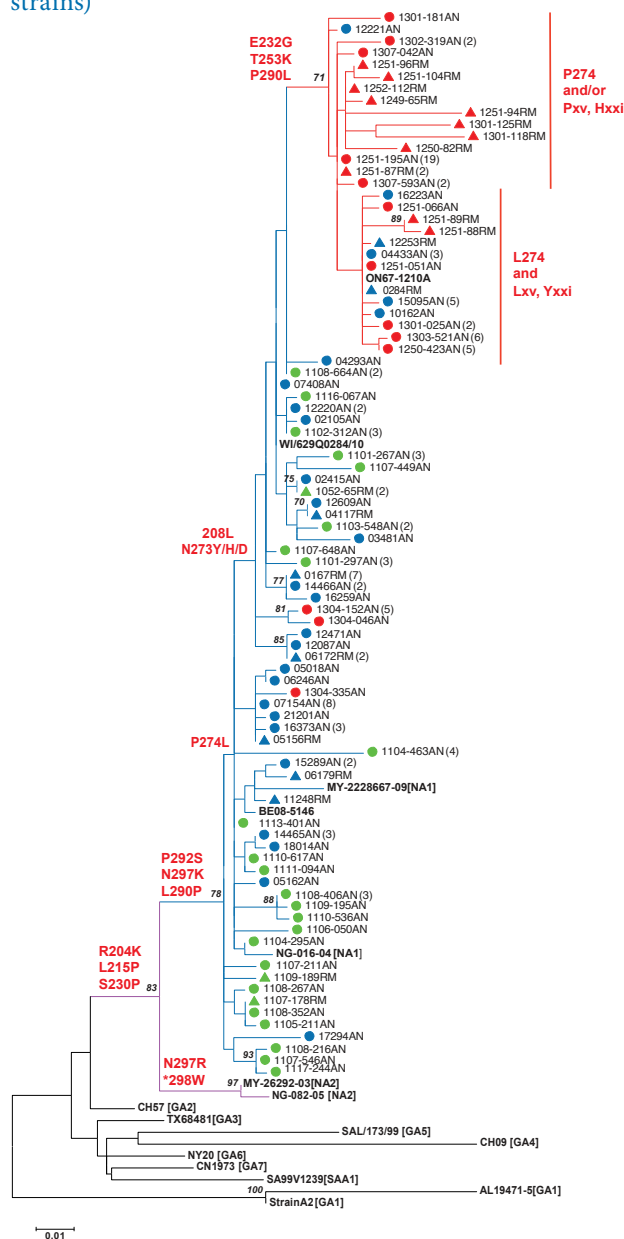 strains)
E232G
T253K
P290L
71
1301-181AN
12221AN
1302-319AN (2)
1307-042AN
1251-96RM
1251-104RM
1252-112RM
1249-65RM
1251-94RM
1301-125RM
1301-118RM
1250-82RM
1251-195AN (19)
1251-87RM (2)
1307-593AN (2)
P274
and/or
Pxv, Hxxi
16223AN
1251-066AN
89
1251-89RM
1251-88RM
12253RM
04433AN (3)
1251-051AN
ON67-1210A
0284RM
15095AN (5)
10162AN
1301-025AN (2)
1303-521AN (6)
1250-423AN (5)
L274
and
Lxv, Yxxi
04293AN
1108-664AN (2)
07408AN
1116-067AN
12220AN (2)
02105AN
1102-312AN (3)
WI/629Q0284/10
1101-267AN (3)
1107-449AN
75
02415AN
1052-65RM (2)
70
12609AN
04117RM
1103-548AN (2)
03481AN
208L
N273Y/H/D
1107-648AN
1101-297AN (3)
77
0167RM (7)
14466AN (2)
16259AN
81
1304-152AN (5)
1304-046AN
85
12471AN
12087AN
06172RM (2)
05018AN
06246AN
1304-335AN
07154AN (8)
21201AN
16373AN (3)
05156RM
P274L
1104-463AN (4)
15289AN (2)
06179RM
MY-2228667-09[NA1]
11248RM
BE08-5146
1113-401AN
14465AN (3)
18014AN
1110-617AN
1111-094AN
P292S
N297K
L290P
78
05162AN
88
1108-406AN (3)
1109-195AN
1110-536AN
1106-050AN
1104-295AN
NG-016-04 [NA1]
1107-211AN
1109-189RM
1108-267AN
1107-178RM
1108-352AN
1105-211AN
R204K
L215P
S230P
83
17294AN
93
1108-216AN
1107-546AN
1117-244AN
N297R
*298W
97
MY-26292-03[NA2]
NG-082-05 [NA2]
CH57 [GA2]
TX68481[GA3]
SAL/173/99 [GA5]
CH09 [GA4]
NY20 [GA6]
CN1973 [GA7]
SA99V1239[SAA1]
100
AL19471-5[GA1]
StrainA2[GA1]
0.01